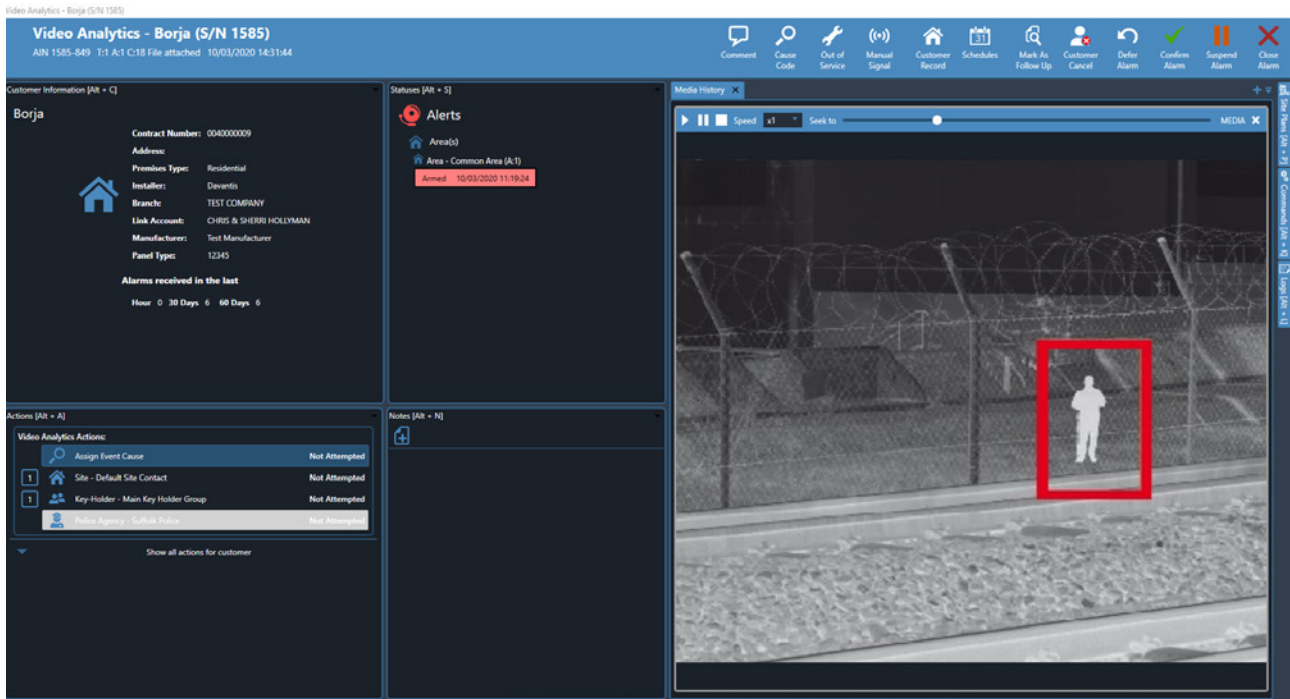 Video Analytics - Borja (S/N 1585)
Video Analytics - Borja (S/N 1585)
AIN 1585-849 T:1 A:1 C:18 File attached 10/03/2020 14:31:44
Comment
Cause Code
Out of Service
Manual Signal
Customer Record
31
Schedules
Mark As Follow Up
Customer Cancel
Defer Alarm
Confirm Alarm
Suspend Alarm
Close Alarm
Customer Information [Alt + C]
Borja
Contract Number: 0040000009
Address:
Premises Type: Residential
Installer: Davantis
Branch: TEST COMPANY
Link Account: CHRIS & SHERRI HOLLYMAN
Manufacturer: Test Manufacturer
Panel Type: 12345
Alarms received in the last
Hour 0 30 Days 6 60 Days 6
Statuses [Alt + S]
Alerts
Area(s)
Area - Common Area (A:1)
Armed 10/03/2020 11:19:24
Actions [Alt + A]
Video Analytics Actions:
Assign Event Cause Not Attempted
1 Site - Default Site Contact Not Attempted
1 Key-Holder - Main Key Holder Group Not Attempted
Police Agency - Suffolk Police Not Attempted
Show all actions for customer
Notes [Alt + N]
Media History X
Speed x1 Seek to MEDIA X
Site Plans [Alt + P]
Commands [Alt + K]
Logs [Alt + L]